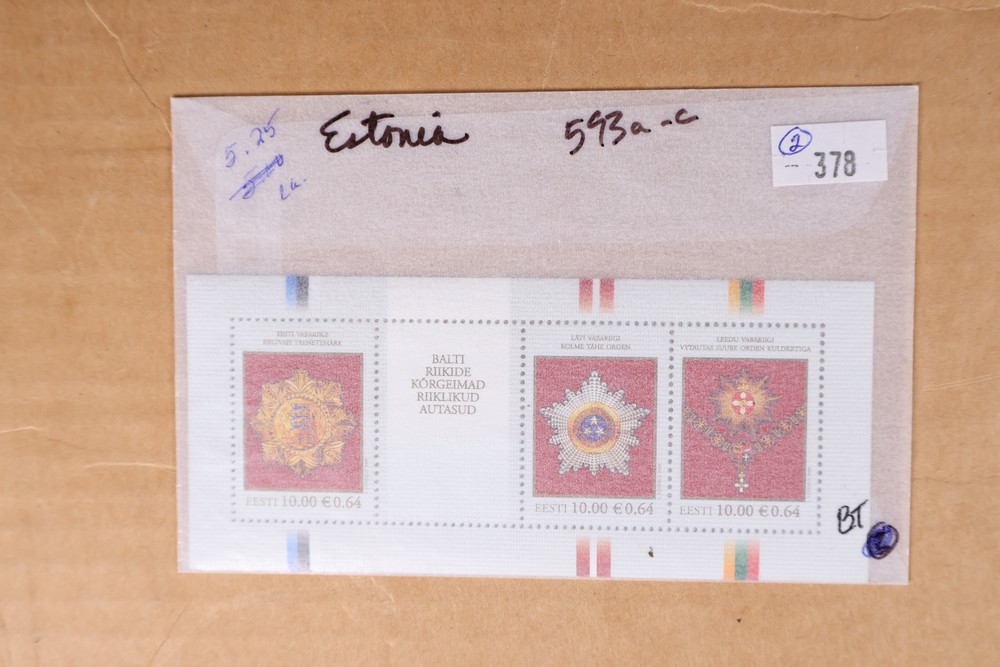 5.25
Estonia
593a-c
2
378
EESTI VABARIIGI
EESTI 10.00 € 0.64
BALTI
RIIKIDE
KÕRGEIMAD
RIIKLIKUD
AUTASUD
LÄTI VABARIIGI
KOLME TÄHE ORDEN
EESTI 10.00 € 0.64
LEEDU VABARIIGI
VYTAUTAS SUURE ORDEN KULDKETIGA
EESTI 10.00 € 0.64
BT